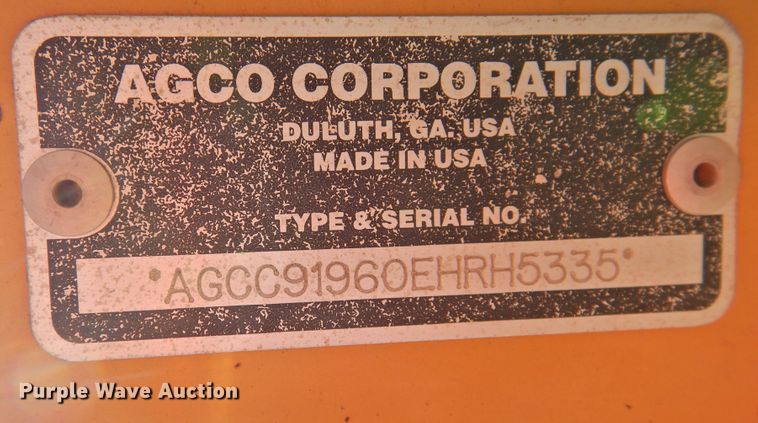 AGCO CORPORATION
DULUTH, GA. USA
MADE IN USA
TYPE & SERIAL NO.
*AGCC91960EHRH5335*
Purple Wave Auction